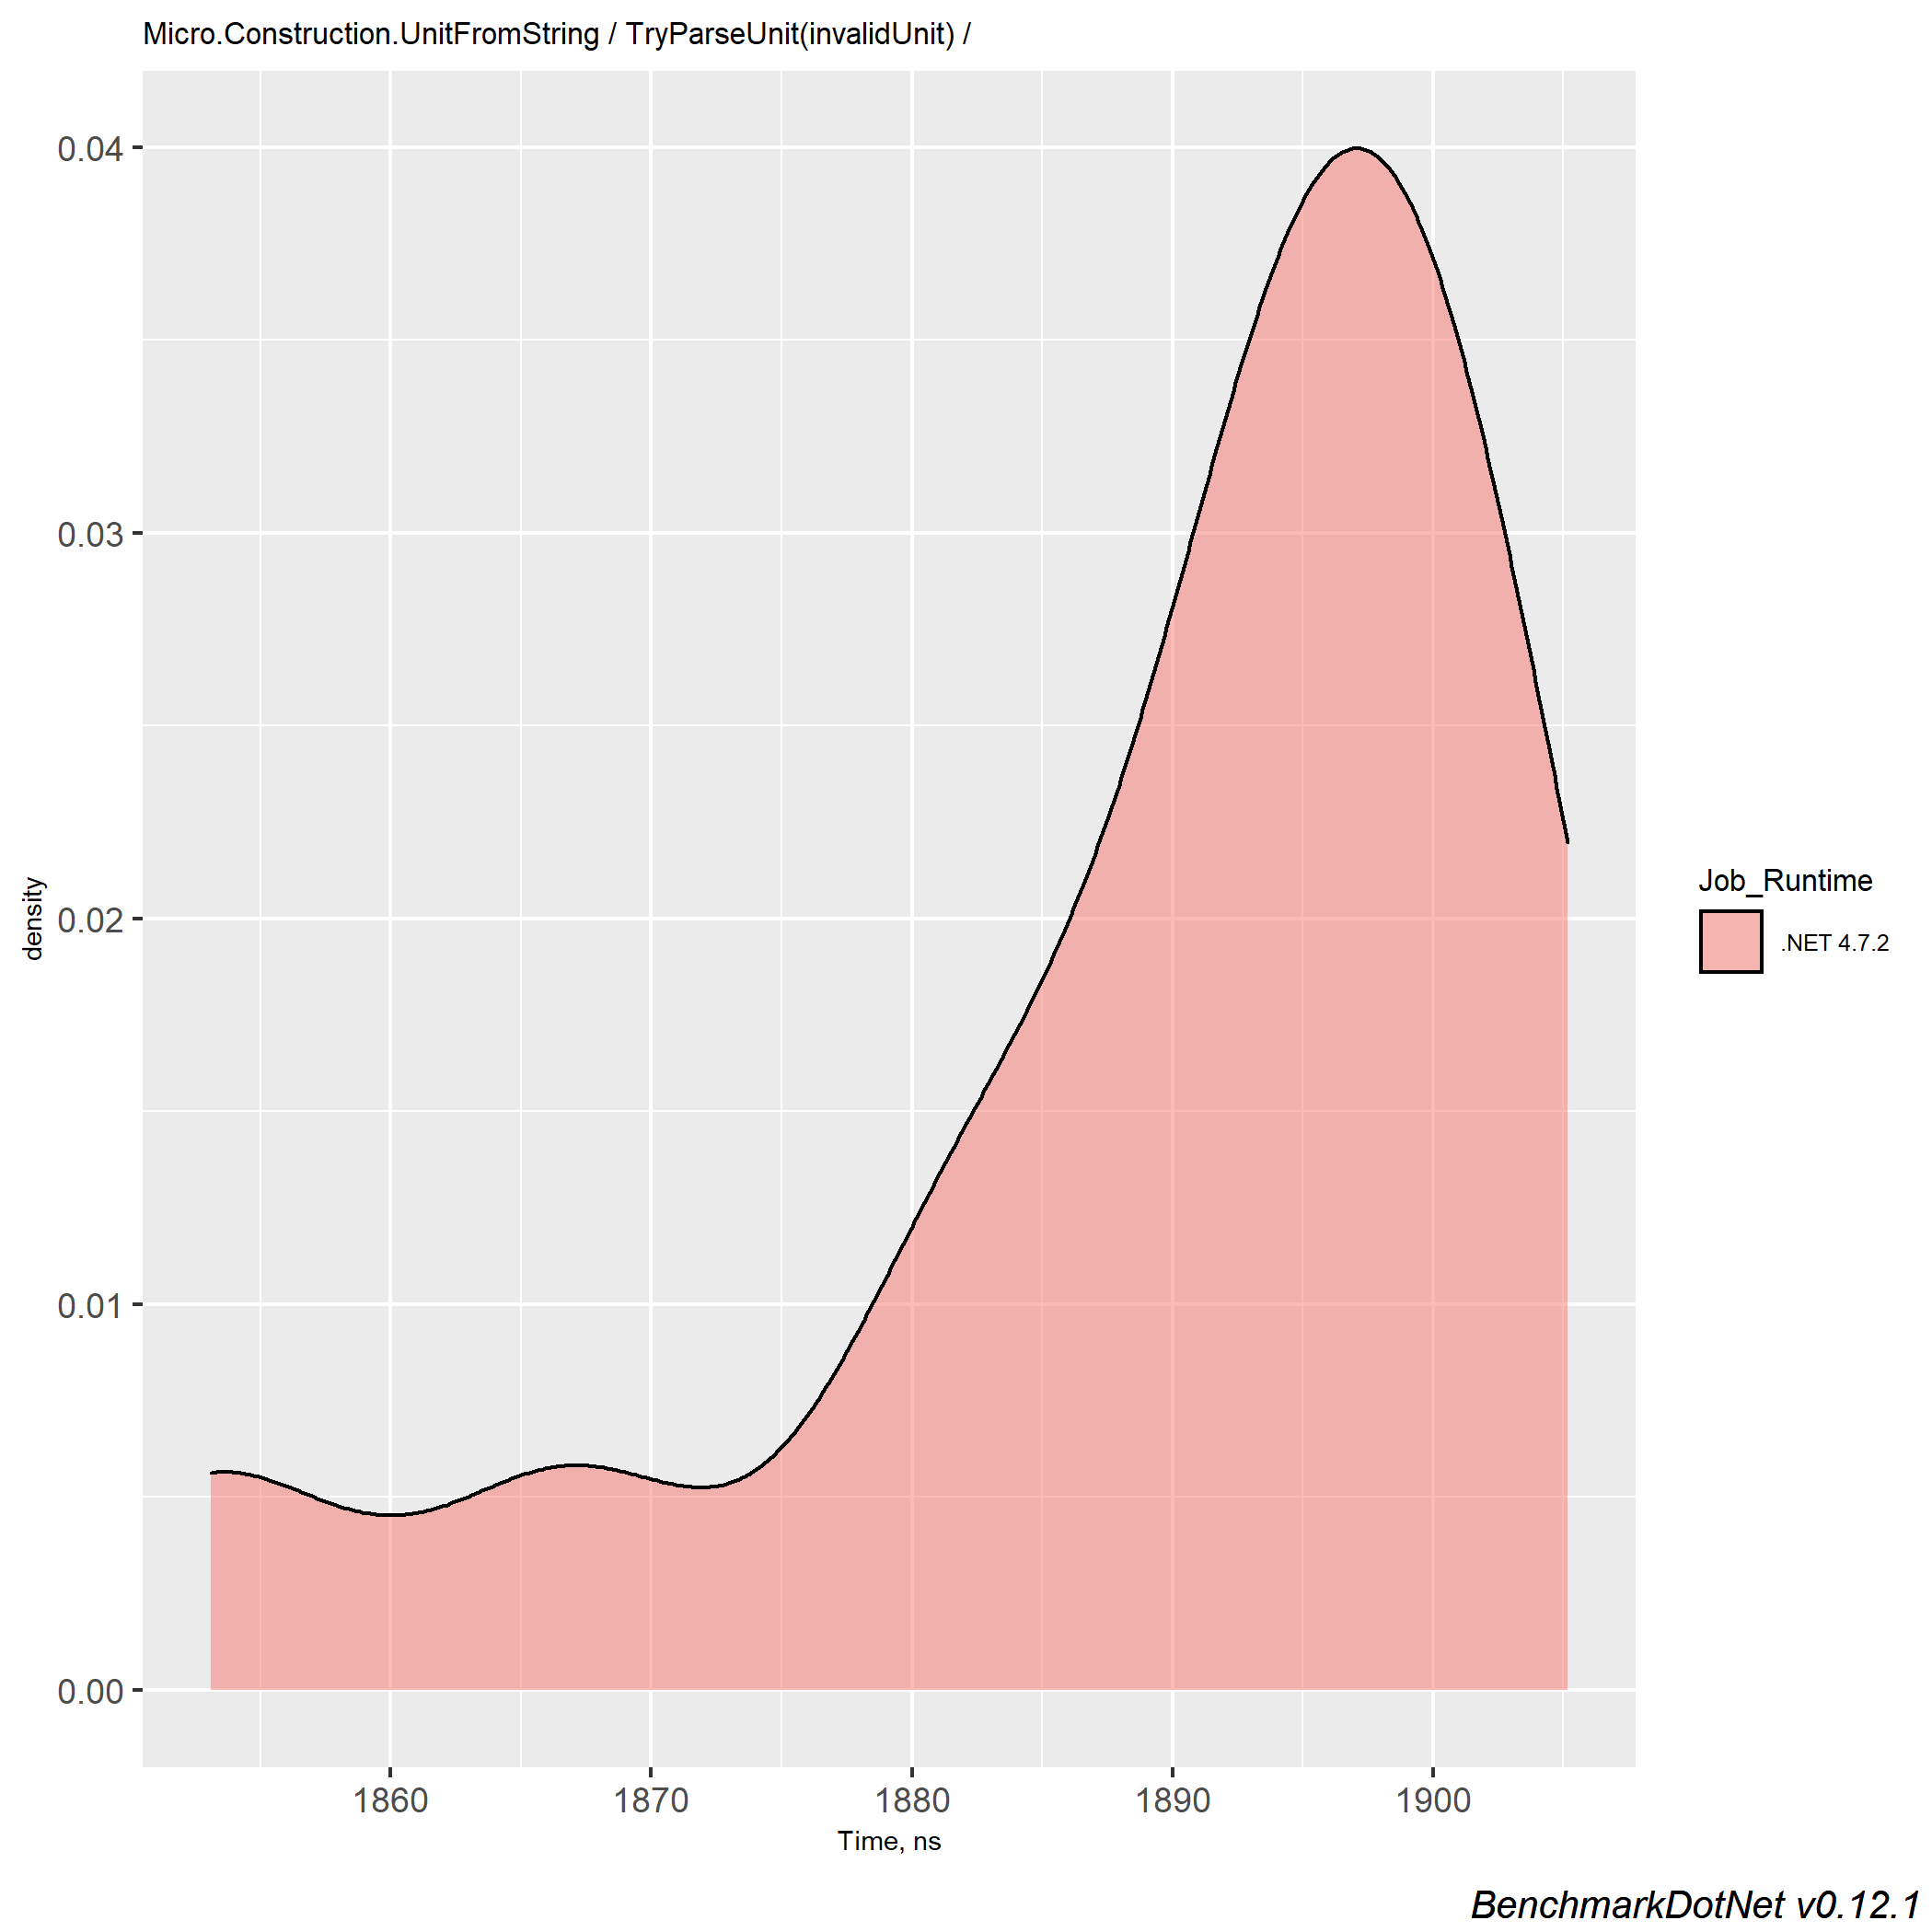 Micro.Construction.UnitFromString / TryParseUnit(invalidUnit) /
0.04
0.03
0.02
0.01
0.00
density
1860 1870 1880 1890 1900
Time, ns
Job_Runtime
.NET 4.7.2
BenchmarkDotNet v0.12.1